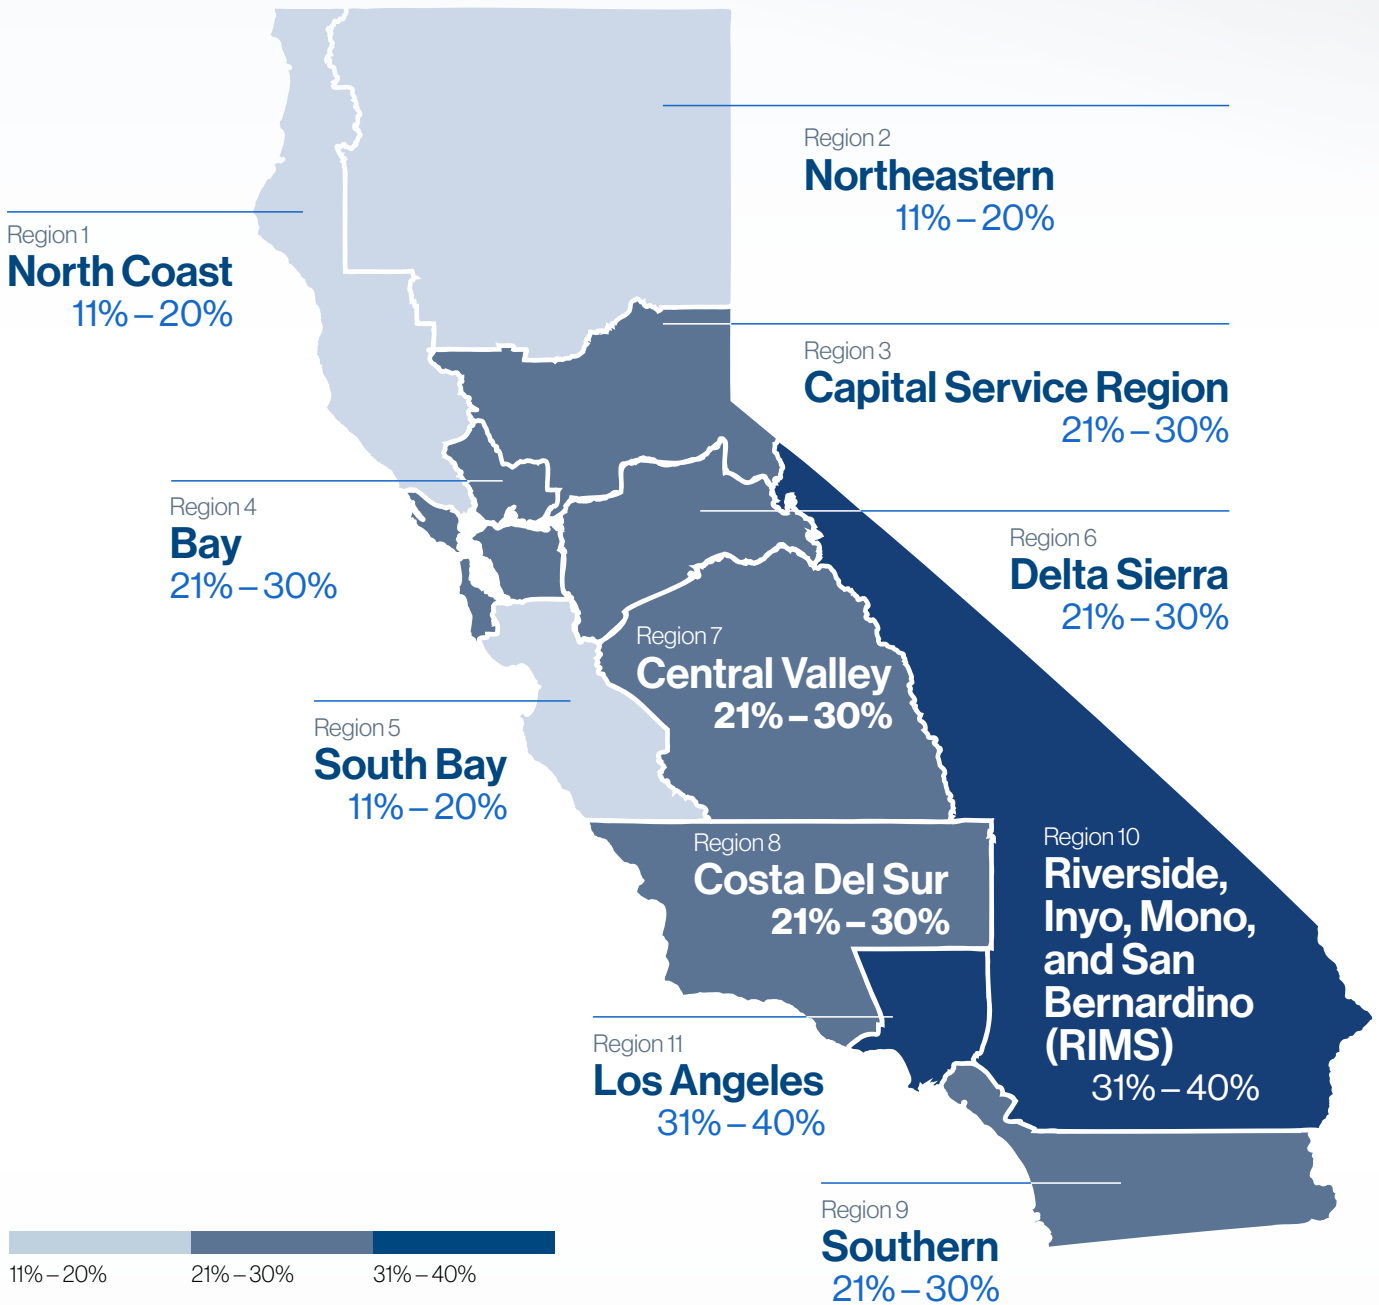 Region 2
Northeastern
11% – 20%
Region 1
North Coast
11% – 20%
Region 3
Capital Service Region
21% – 30%
Region 4
Bay
21% – 30%
Region 6
Delta Sierra
21% – 30%
Region 7
Central Valley
21% – 30%
Region 5
South Bay
11% – 20%
Region 8
Costa Del Sur
21% – 30%
Region 10
Riverside,
Inyo, Mono,
and San
Bernardino
(RIMS)
31% – 40%
Region 11
Los Angeles
31% – 40%
Region 9
Southern
21% – 30%
11% – 20%
21% – 30%
31% – 40%